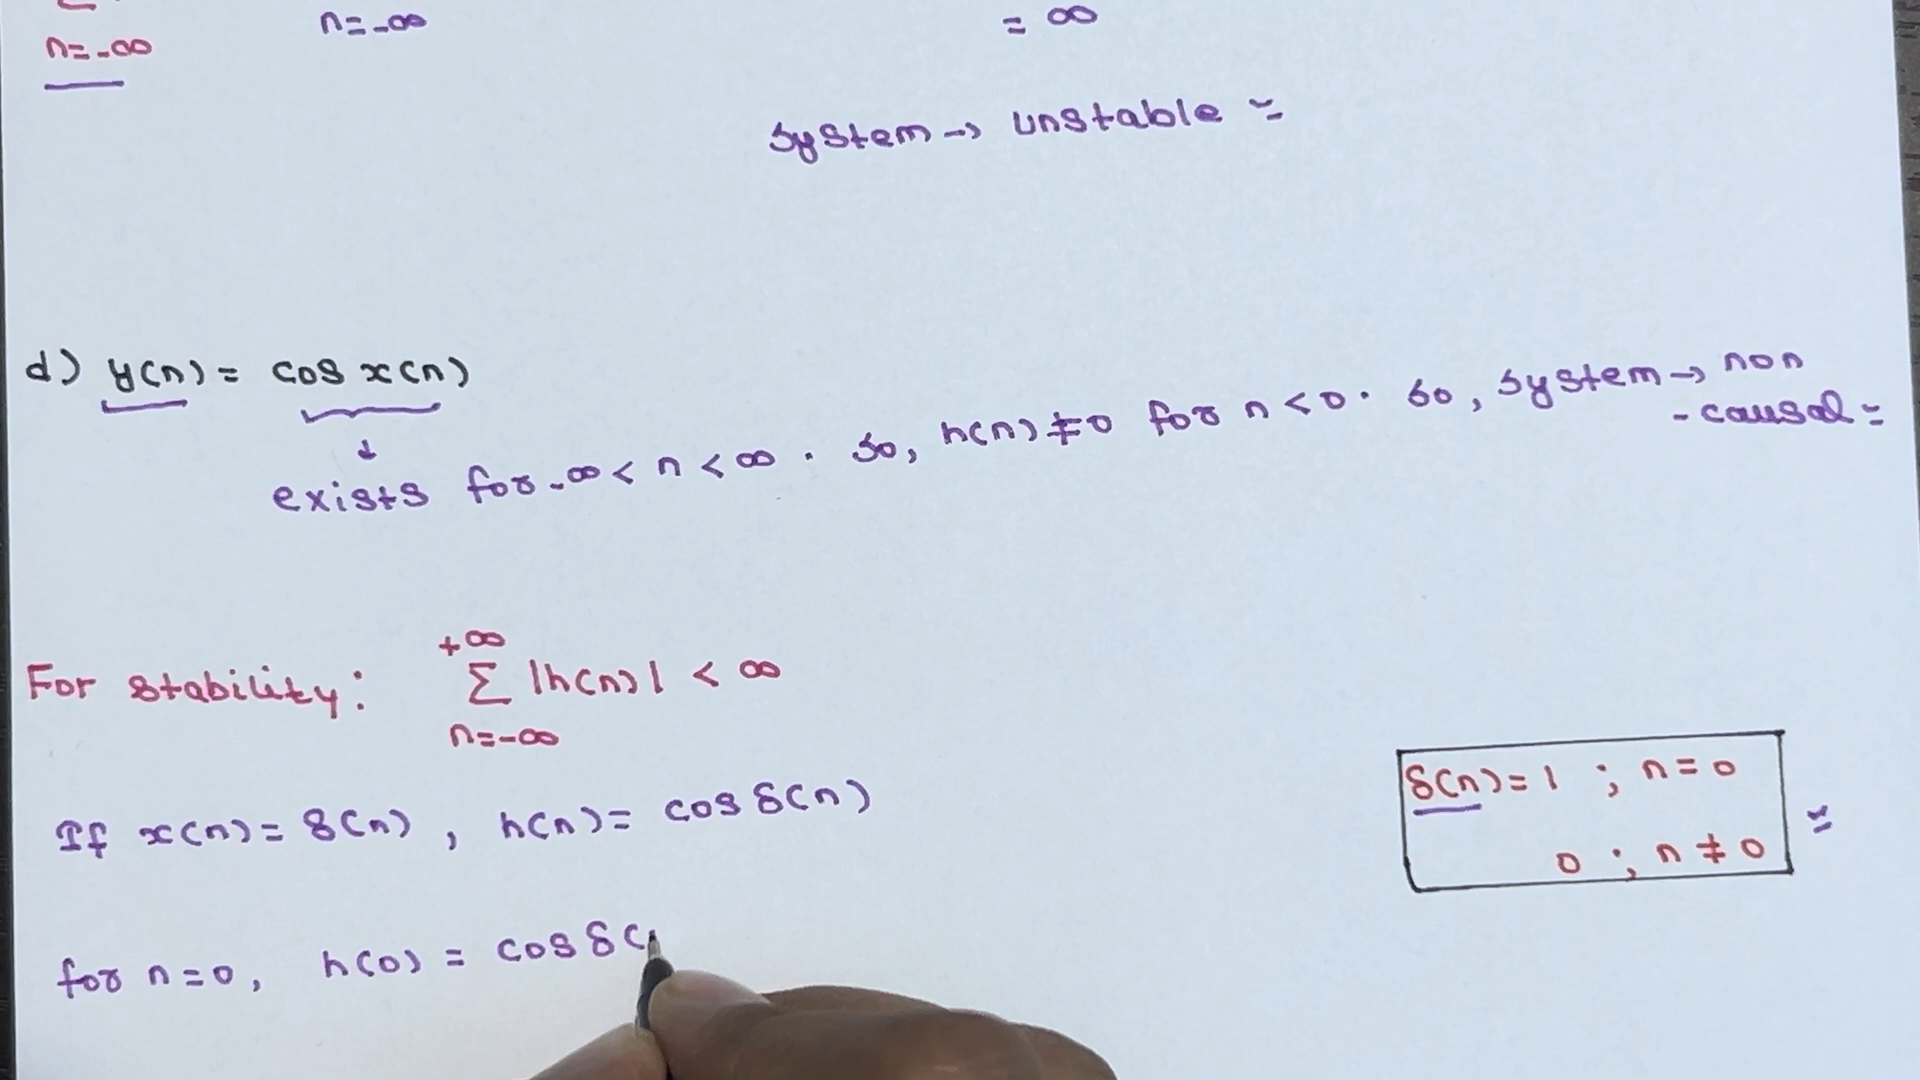 n=-∞
n=-∞
= ∞
System → unstable
d) y(n) = cos x(n)
exists for -∞ < n < ∞ . So, h(n) ≠ 0 for n < 0 . So, System → non
- causal
+∞
For stability: Σ |h(n)| < ∞
n=-∞
If x(n) = δ(n) , h(n) = cos δ(n)
δ(n) = 1 ; n = 0
0 ; n ≠ 0
for n = 0, h(0) = cos δ(